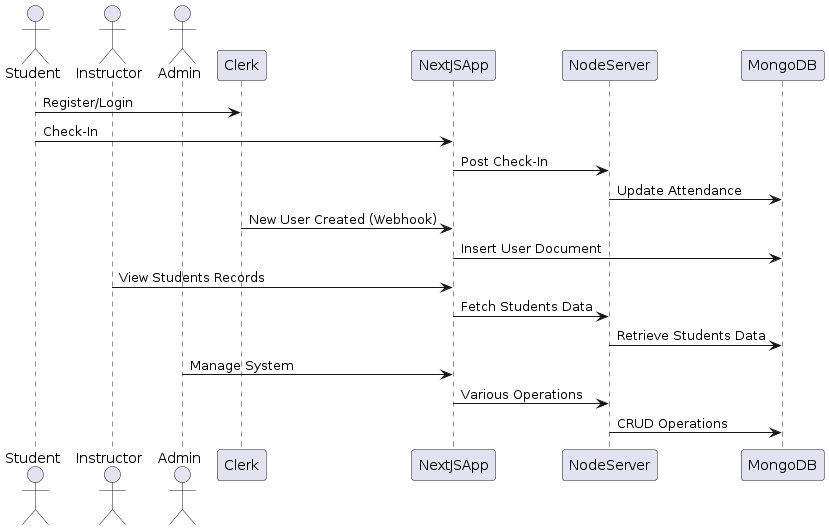 Student Instructor Admin Clerk NextJSApp NodeServer MongoDB
Register/Login
Check-In
Post Check-In
Update Attendance
New User Created (Webhook)
Insert User Document
View Students Records
Fetch Students Data
Retrieve Students Data
Manage System
Various Operations
CRUD Operations
Student Instructor Admin Clerk NextJSApp NodeServer MongoDB